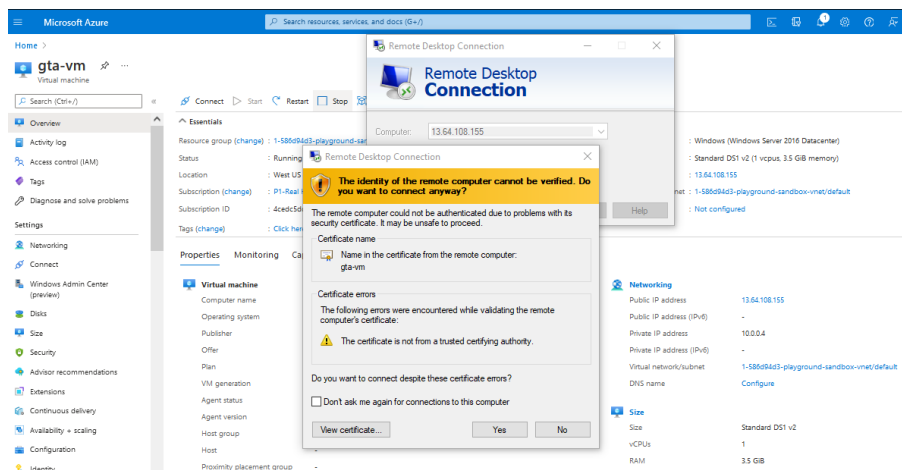 Microsoft Azure
Search resources, services, and docs (G+/)
1
Home >
gta-vm
Virtual machine
Search (Ctrl+/)
Connect
Start
Restart
Stop
Overview
Activity log
Access control (IAM)
Tags
Diagnose and solve problems
Settings
Networking
Connect
Windows Admin Center
(preview)
Disks
Size
Security
Advisor recommendations
Extensions
Continuous delivery
Availability + scaling
Configuration
Identity
Essentials
Resource group (change) : 1-586d94d3-playground-sa
Status : Running
Location : West US
Subscription (change) : P1-Real
Subscription ID : 4cedc5d
Tags (change) : Click her
: Windows (Windows Server 2016 Datacenter)
: Standard DS1 v2 (1 vcpus, 3.5 GiB memory)
: 13.64.108.155
net : 1-586d94d3-playground-sandbox-vnet/default
: Not configured
Properties
Monitoring
Ca
Virtual machine
Computer name
Operating system
Publisher
Offer
Plan
VM generation
Agent status
Agent version
Host group
Host
-
Proximity placement group
-
Networking
Public IP address 13.64.108.155
Public IP address (IPv6) -
Private IP address 10.0.0.4
Private IP address (IPv6) -
Virtual network/subnet 1-586d94d3-playground-sandbox-vnet/default
DNS name Configure
Size
Size Standard DS1 v2
vCPUs 1
RAM 3.5 GiB
Remote Desktop Connection
Remote Desktop
Connection
Computer: 13.64.108.155
Help
Remote Desktop Connection
The identity of the remote computer cannot be verified. Do
you want to connect anyway?
The remote computer could not be authenticated due to problems with its
security certificate. It may be unsafe to proceed.
Certificate name
Name in the certificate from the remote computer:
gta-vm
Certificate errors
The following errors were encountered while validating the remote
computer's certificate:
The certificate is not from a trusted certifying authority.
Do you want to connect despite these certificate errors?
Don't ask me again for connections to this computer
View certificate...
Yes
No